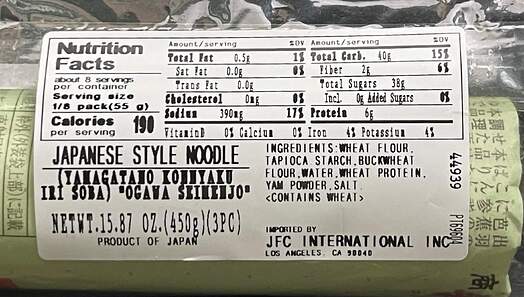 Nutrition Facts
about 8 servings
per container
Serving size
1/8 pack(55 g)
Calories 190
per serving
Amount/serving %DV Amount/serving %DV
Total Fat 0.5g 1% Total Carb. 40g 15%
Sat Fat 0.0g 0% Fiber 2g 6%
Trans Fat 0.0g Total Sugars 38g
Cholesterol 0mg 0% Incl. 0g Added Sugars 0%
Sodium 390mg 17% Protein 6g
VitaminD 0% Calcium 0% Iron 4% Potassium 4%
JAPANESE STYLE NOODLE
(YAMAGATANO KONNYAKU
IRI SOBA) "OGAWA SEIMENJO"
NETWT.15.87 OZ.(450g)(3PC)
PRODUCT OF JAPAN
INGREDIENTS:WHEAT FLOUR,
TAPIOCA STARCH,BUCKWHEAT
FLOUR,WATER,WHEAT PROTEIN,
YAM POWDER,SALT.
<CONTAINS WHEAT>
IMPORTED BY
JFC INTERNATIONAL INC
LOS ANGELES, CA 90040
44939
PT69604